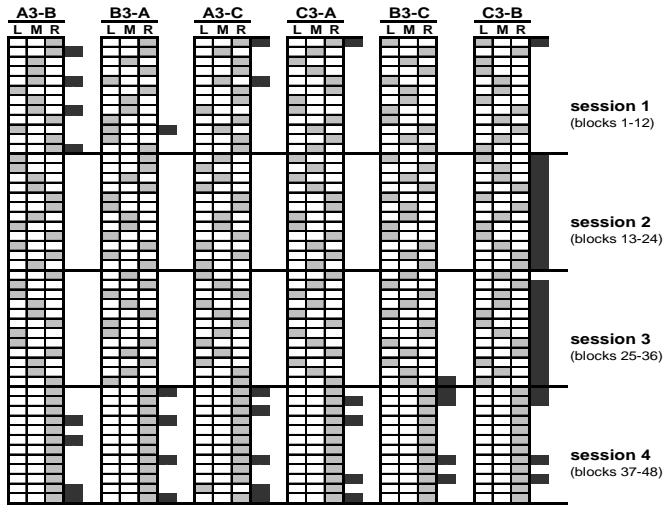 A3-B B3-A A3-C C3-A B3-C C3-B
L M R L M R L M R L M R L M R L M R
session 1
(blocks 1-12)
session 2
(blocks 13-24)
session 3
(blocks 25-36)
session 4
(blocks 37-48)